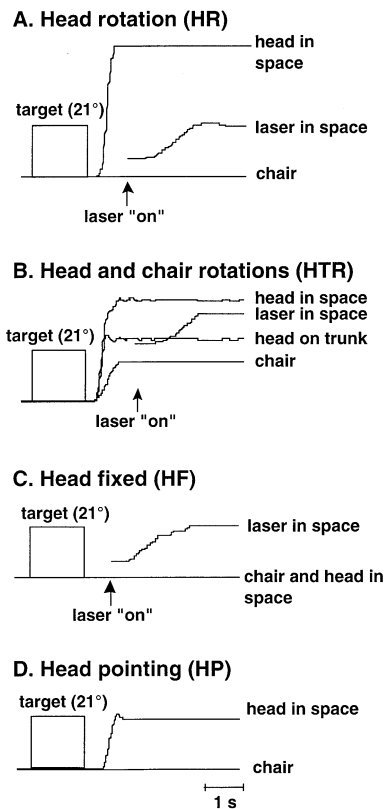 A. Head rotation (HR)
head in
space
target (21°)
laser in space
chair
laser "on"
B. Head and chair rotations (HTR)
head in space
laser in space
target (21°)
head on trunk
chair
laser "on"
C. Head fixed (HF)
target (21°)
laser in space
chair and head in
space
laser "on"
D. Head pointing (HP)
target (21°)
head in space
chair
1 s